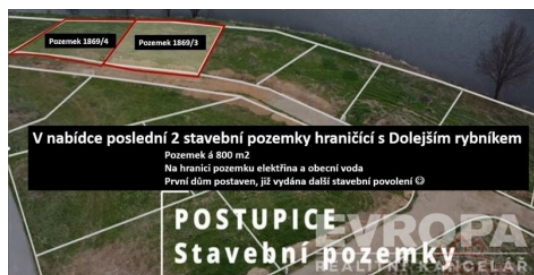 Pozemek 1869/4
Pozemek 1869/3
V nabídce poslední 2 stavební pozemky hraničící s Dolejším rybníkem
Pozemek á 800 m2
Na hranici pozemku elektřina a obecní voda
První dům postaven, již vydána další stavební povolení ☺
POSTUPICE
Stavební pozemky
EVROPA
REALITNÍ KANCELÁŘ